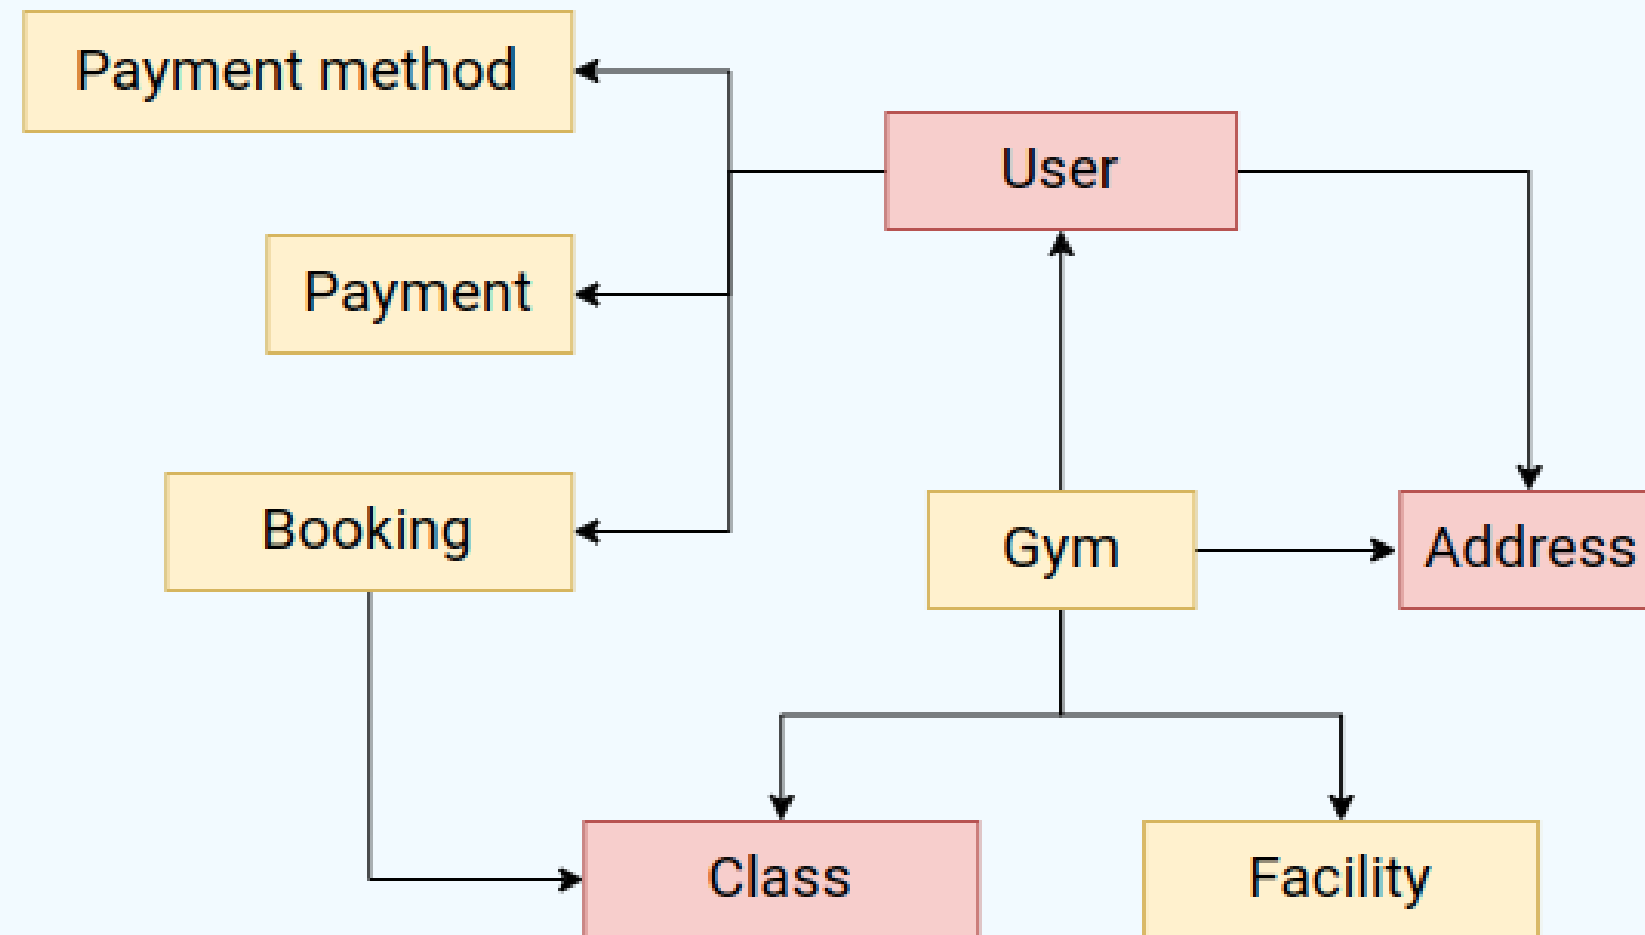 Payment method
User
Payment
Booking
Gym
Address
Class
Facility